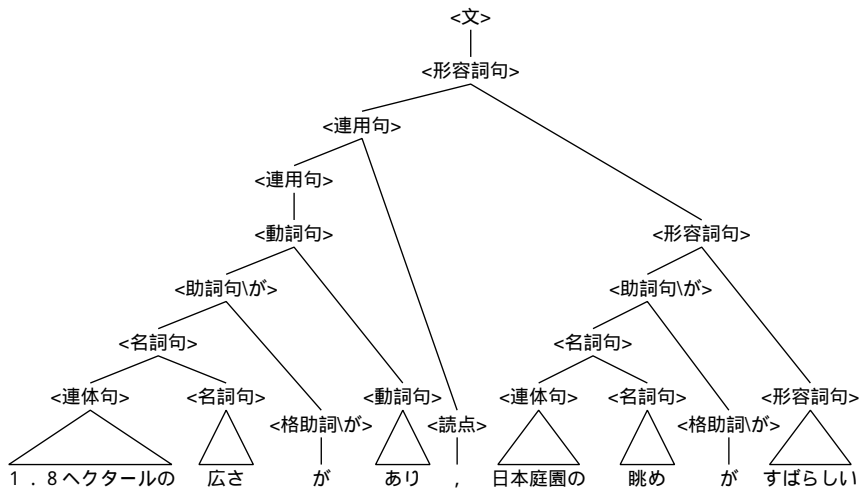 <文>
<形容詞句>
<連用句>
<連用句>
<動詞句> <形容詞句>
<助詞句\が> <助詞句\が>
<名詞句> <名詞句>
<連体句> <名詞句> <動詞句> <連体句> <名詞句> <形容詞句>
<格助詞\が> <読点> <格助詞\が>
1．8ヘクタールの 広さ が あり ， 日本庭園の 眺め が すばらしい